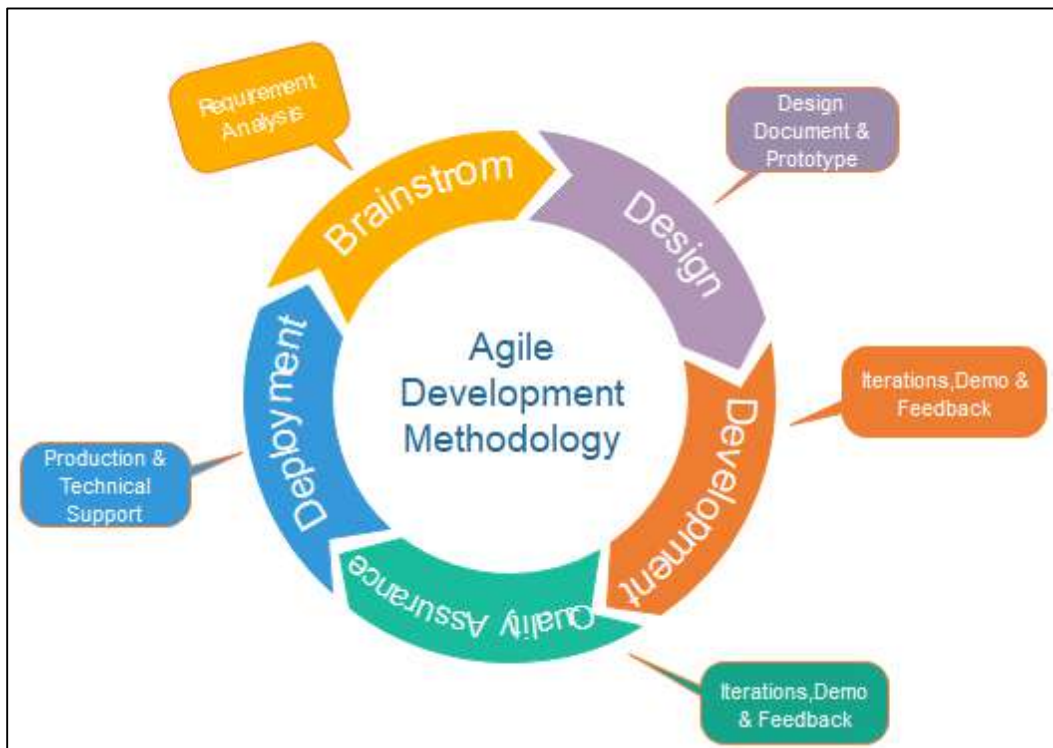 Requirement
Analysis
Brainstrom
Design
Document &
Prototype
Design
Iterations,Demo &
Feedback
Development
Agile
Development
Methodology
Iterations,Demo
& Feedback
Quality Assurance
Production &
Technical
Support
Deployment